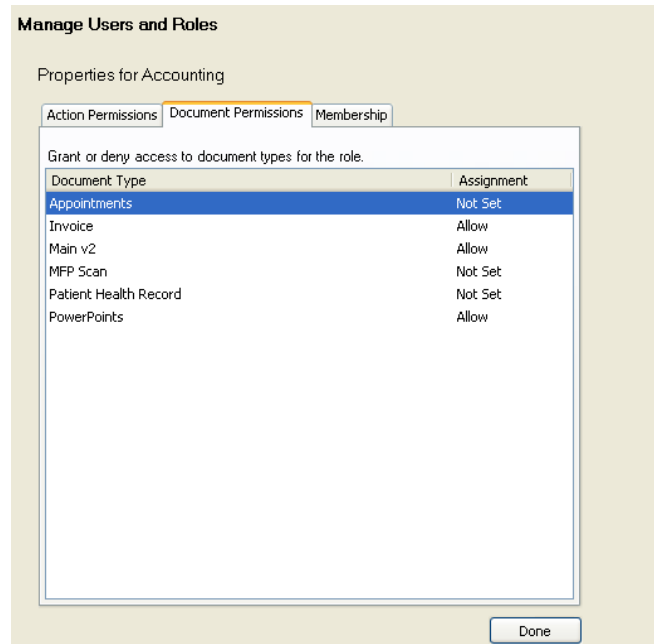 Manage Users and Roles
Properties for Accounting
Action Permissions Document Permissions Membership
Grant or deny access to document types for the role.
Document Type Assignment
Appointments Not Set
Invoice Allow
Main v2 Allow
MFP Scan Not Set
Patient Health Record Not Set
PowerPoints Allow
Done